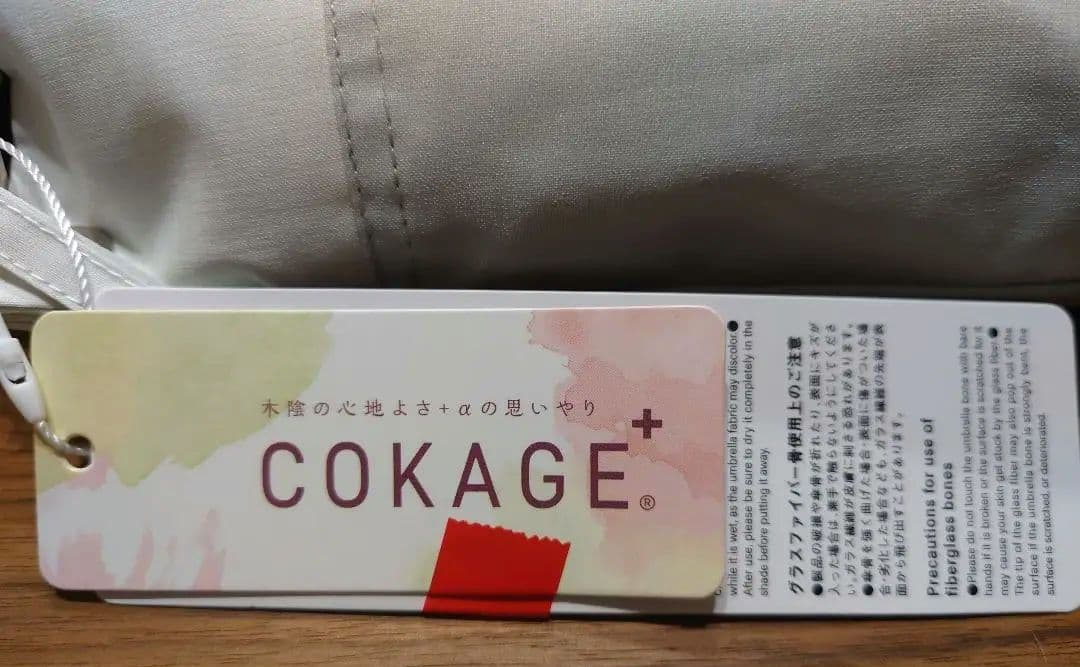 木陰の心地よさ+αの思いやり
COKAGE+®
while it is wet, as the umbrella fabric may discolor.●
After use, please be sure to dry it completely in the
shade before putting it away.
グラスファイバー骨使用上のご注意
●製品の破損や傘骨が折れたり、表面にキズが
入った場合は、素手で触らないようにしてくださ
い。ガラス繊維が皮膚に刺さる恐れがあります。
●傘骨を強く曲げた場合・表面に傷がついた場
合・劣化した場合なども、ガラス繊維の先端が表
面から飛び出すことがあります。
Precautions for use of
fiberglass bones
●Please do not touch the umbrella bone with bare
hands if it is broken or the surface is scratched for it
may cause your skin get stuck by the glass fiber.●
The tip of the glass fiber may also pop out of the
surface if the umbrella bone is strongly bent, the
surface is scratched, or deteriorated.